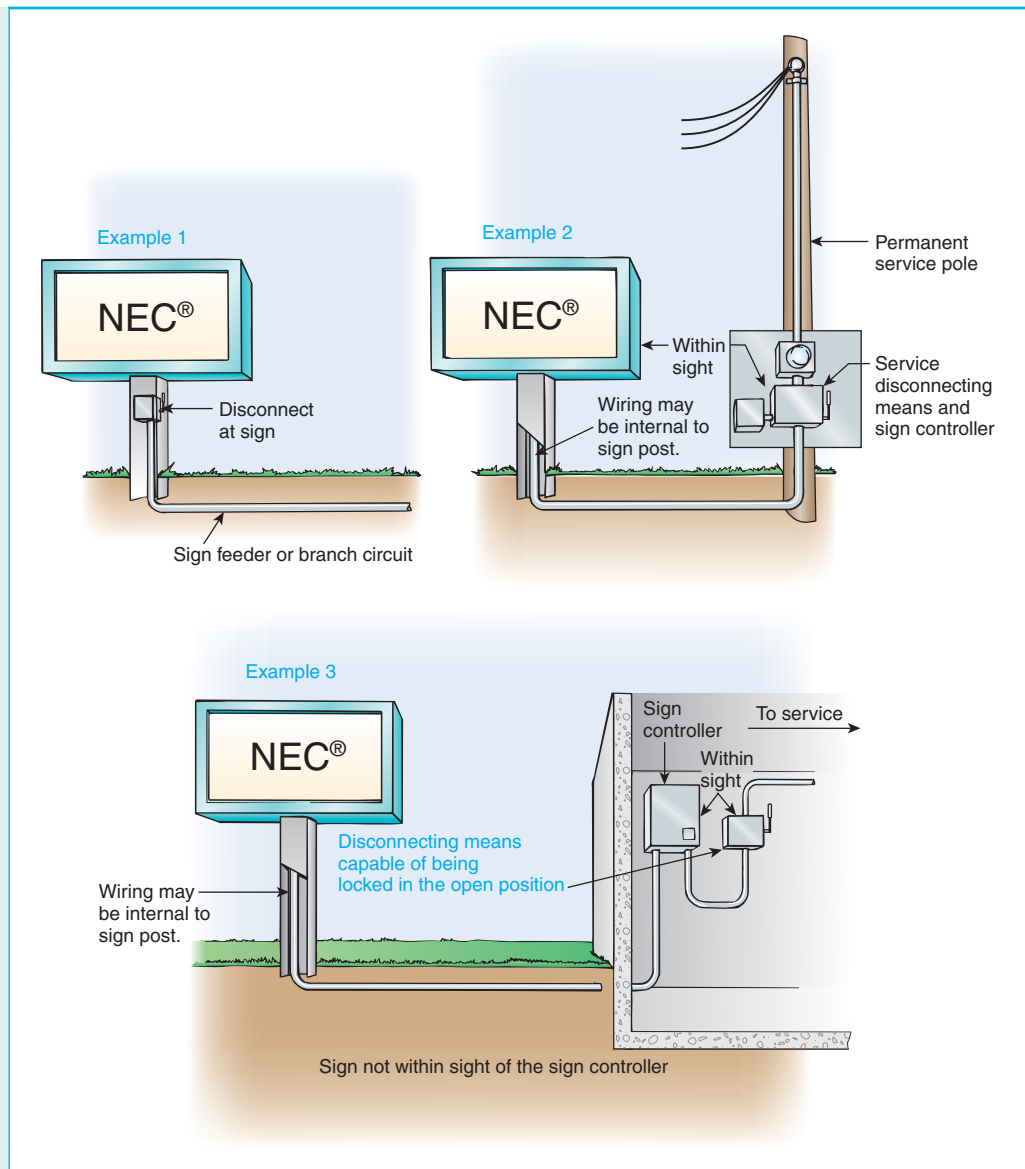 Example 1
NEC®
Disconnect
at sign
Sign feeder or branch circuit
Example 2
NEC®
Within
sight
Wiring may
be internal to
sign post.
Permanent
service pole
Service
disconnecting
means and
sign controller
Example 3
NEC®
Disconnecting means
capable of being
locked in the open position
Wiring may
be internal to
sign post.
Sign
controller
To service
Within
sight
Sign not within sight of the sign controller